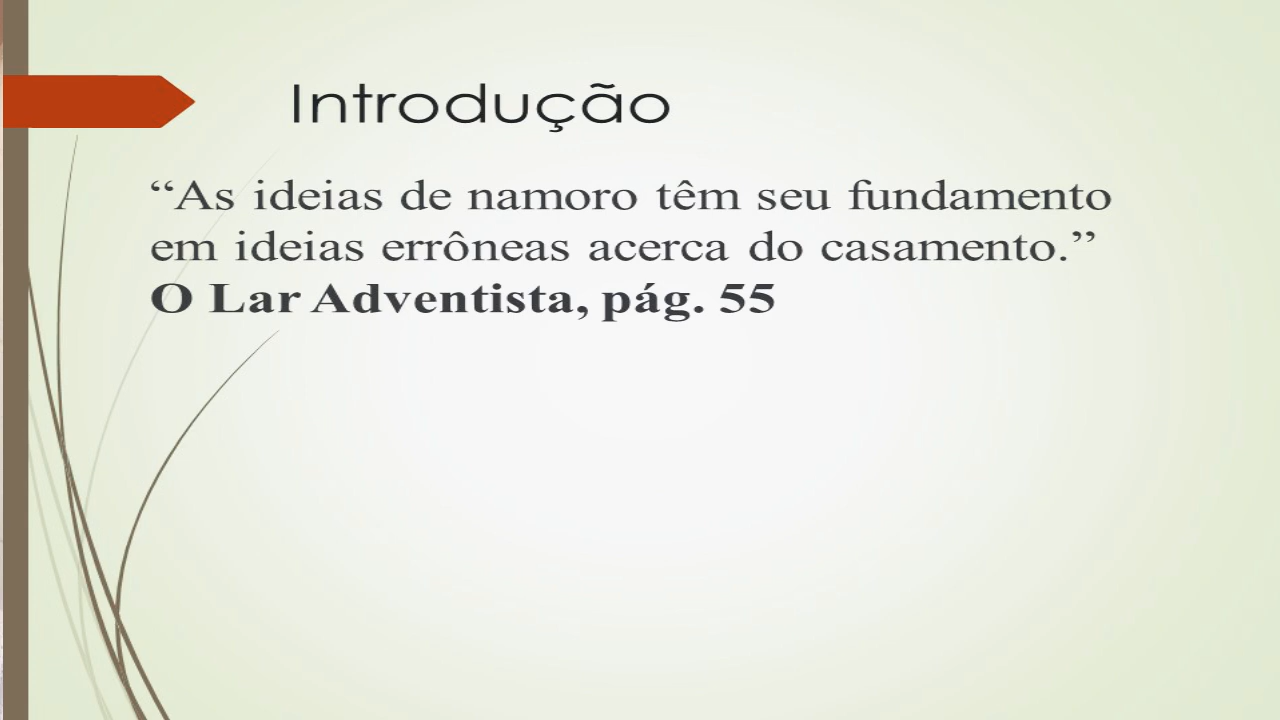 Introdução
“As ideias de namoro têm seu fundamento
em ideias errôneas acerca do casamento.”
O Lar Adventista, pág. 55